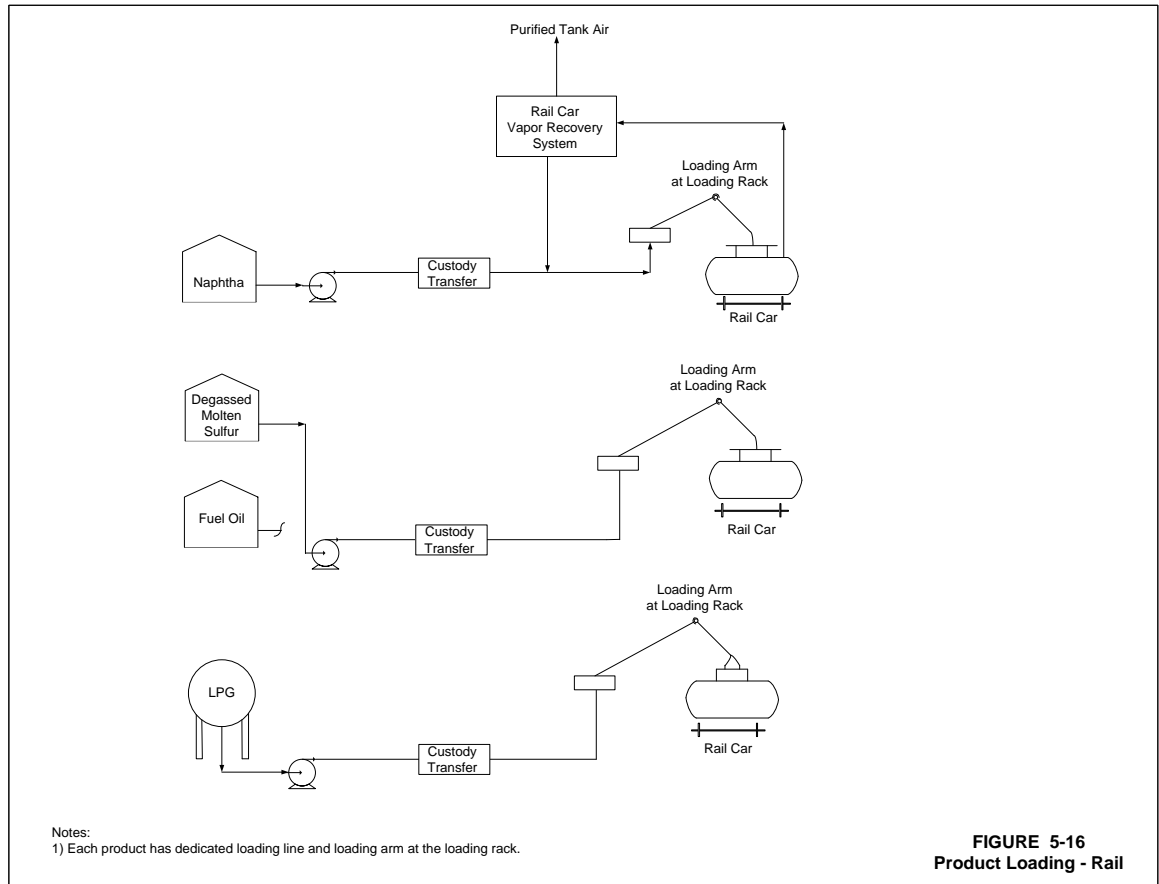 Purified Tank Air
Rail Car
Vapor Recovery
System
Loading Arm
at Loading Rack
Naphtha
Custody
Transfer
Rail Car
Loading Arm
at Loading Rack
Degassed
Molten
Sulfur
Fuel Oil
Custody
Transfer
Rail Car
Loading Arm
at Loading Rack
LPG
Custody
Transfer
Rail Car
Notes:
1) Each product has dedicated loading line and loading arm at the loading rack.
FIGURE 5-16
Product Loading - Rail